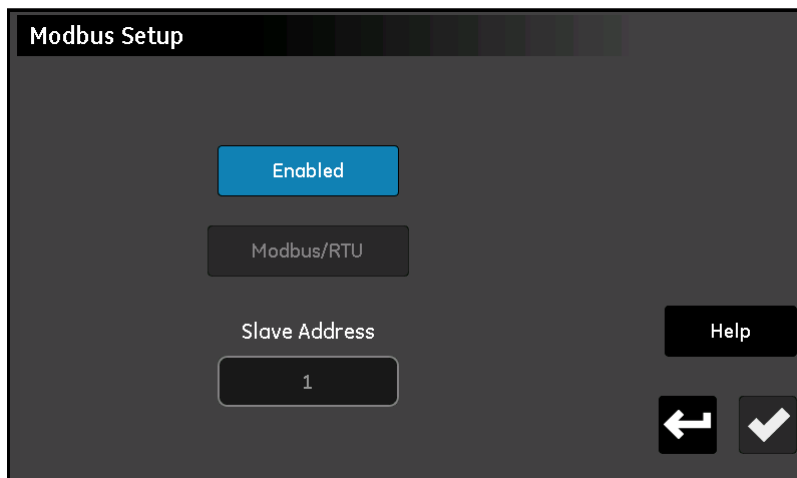 Modbus Setup
Enabled
Modbus/RTU
Slave Address
1
Help